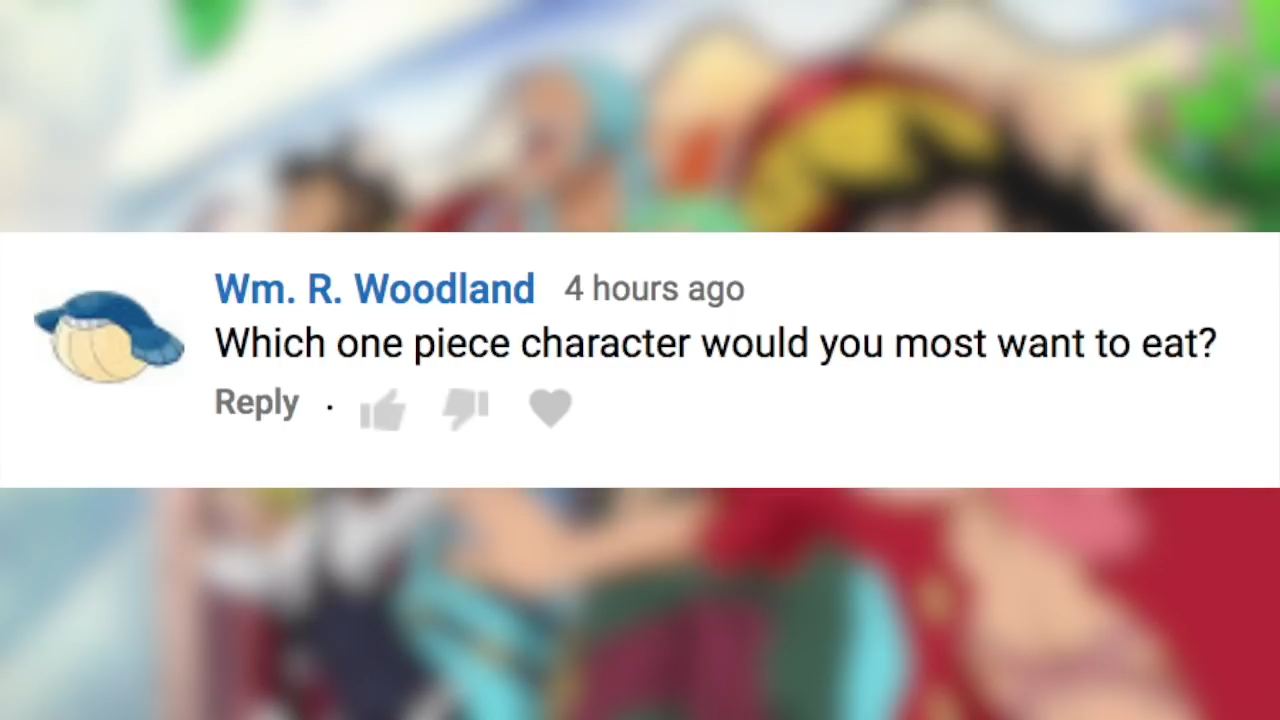 Wm. R. Woodland 4 hours ago
Which one piece character would you most want to eat?
Reply ·